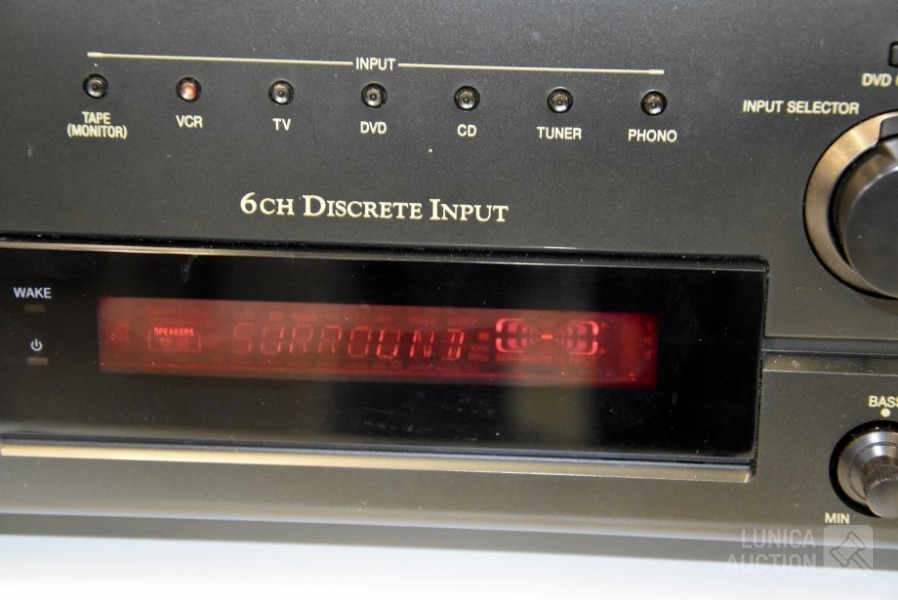 INPUT
TAPE (MONITOR)
VCR
TV
DVD
CD
TUNER
PHONO
DVD
INPUT SELECTOR
6CH DISCRETE INPUT
WAKE
SPEAKERS
SURROUND
BASS
MIN
LUNICA
AUCTION